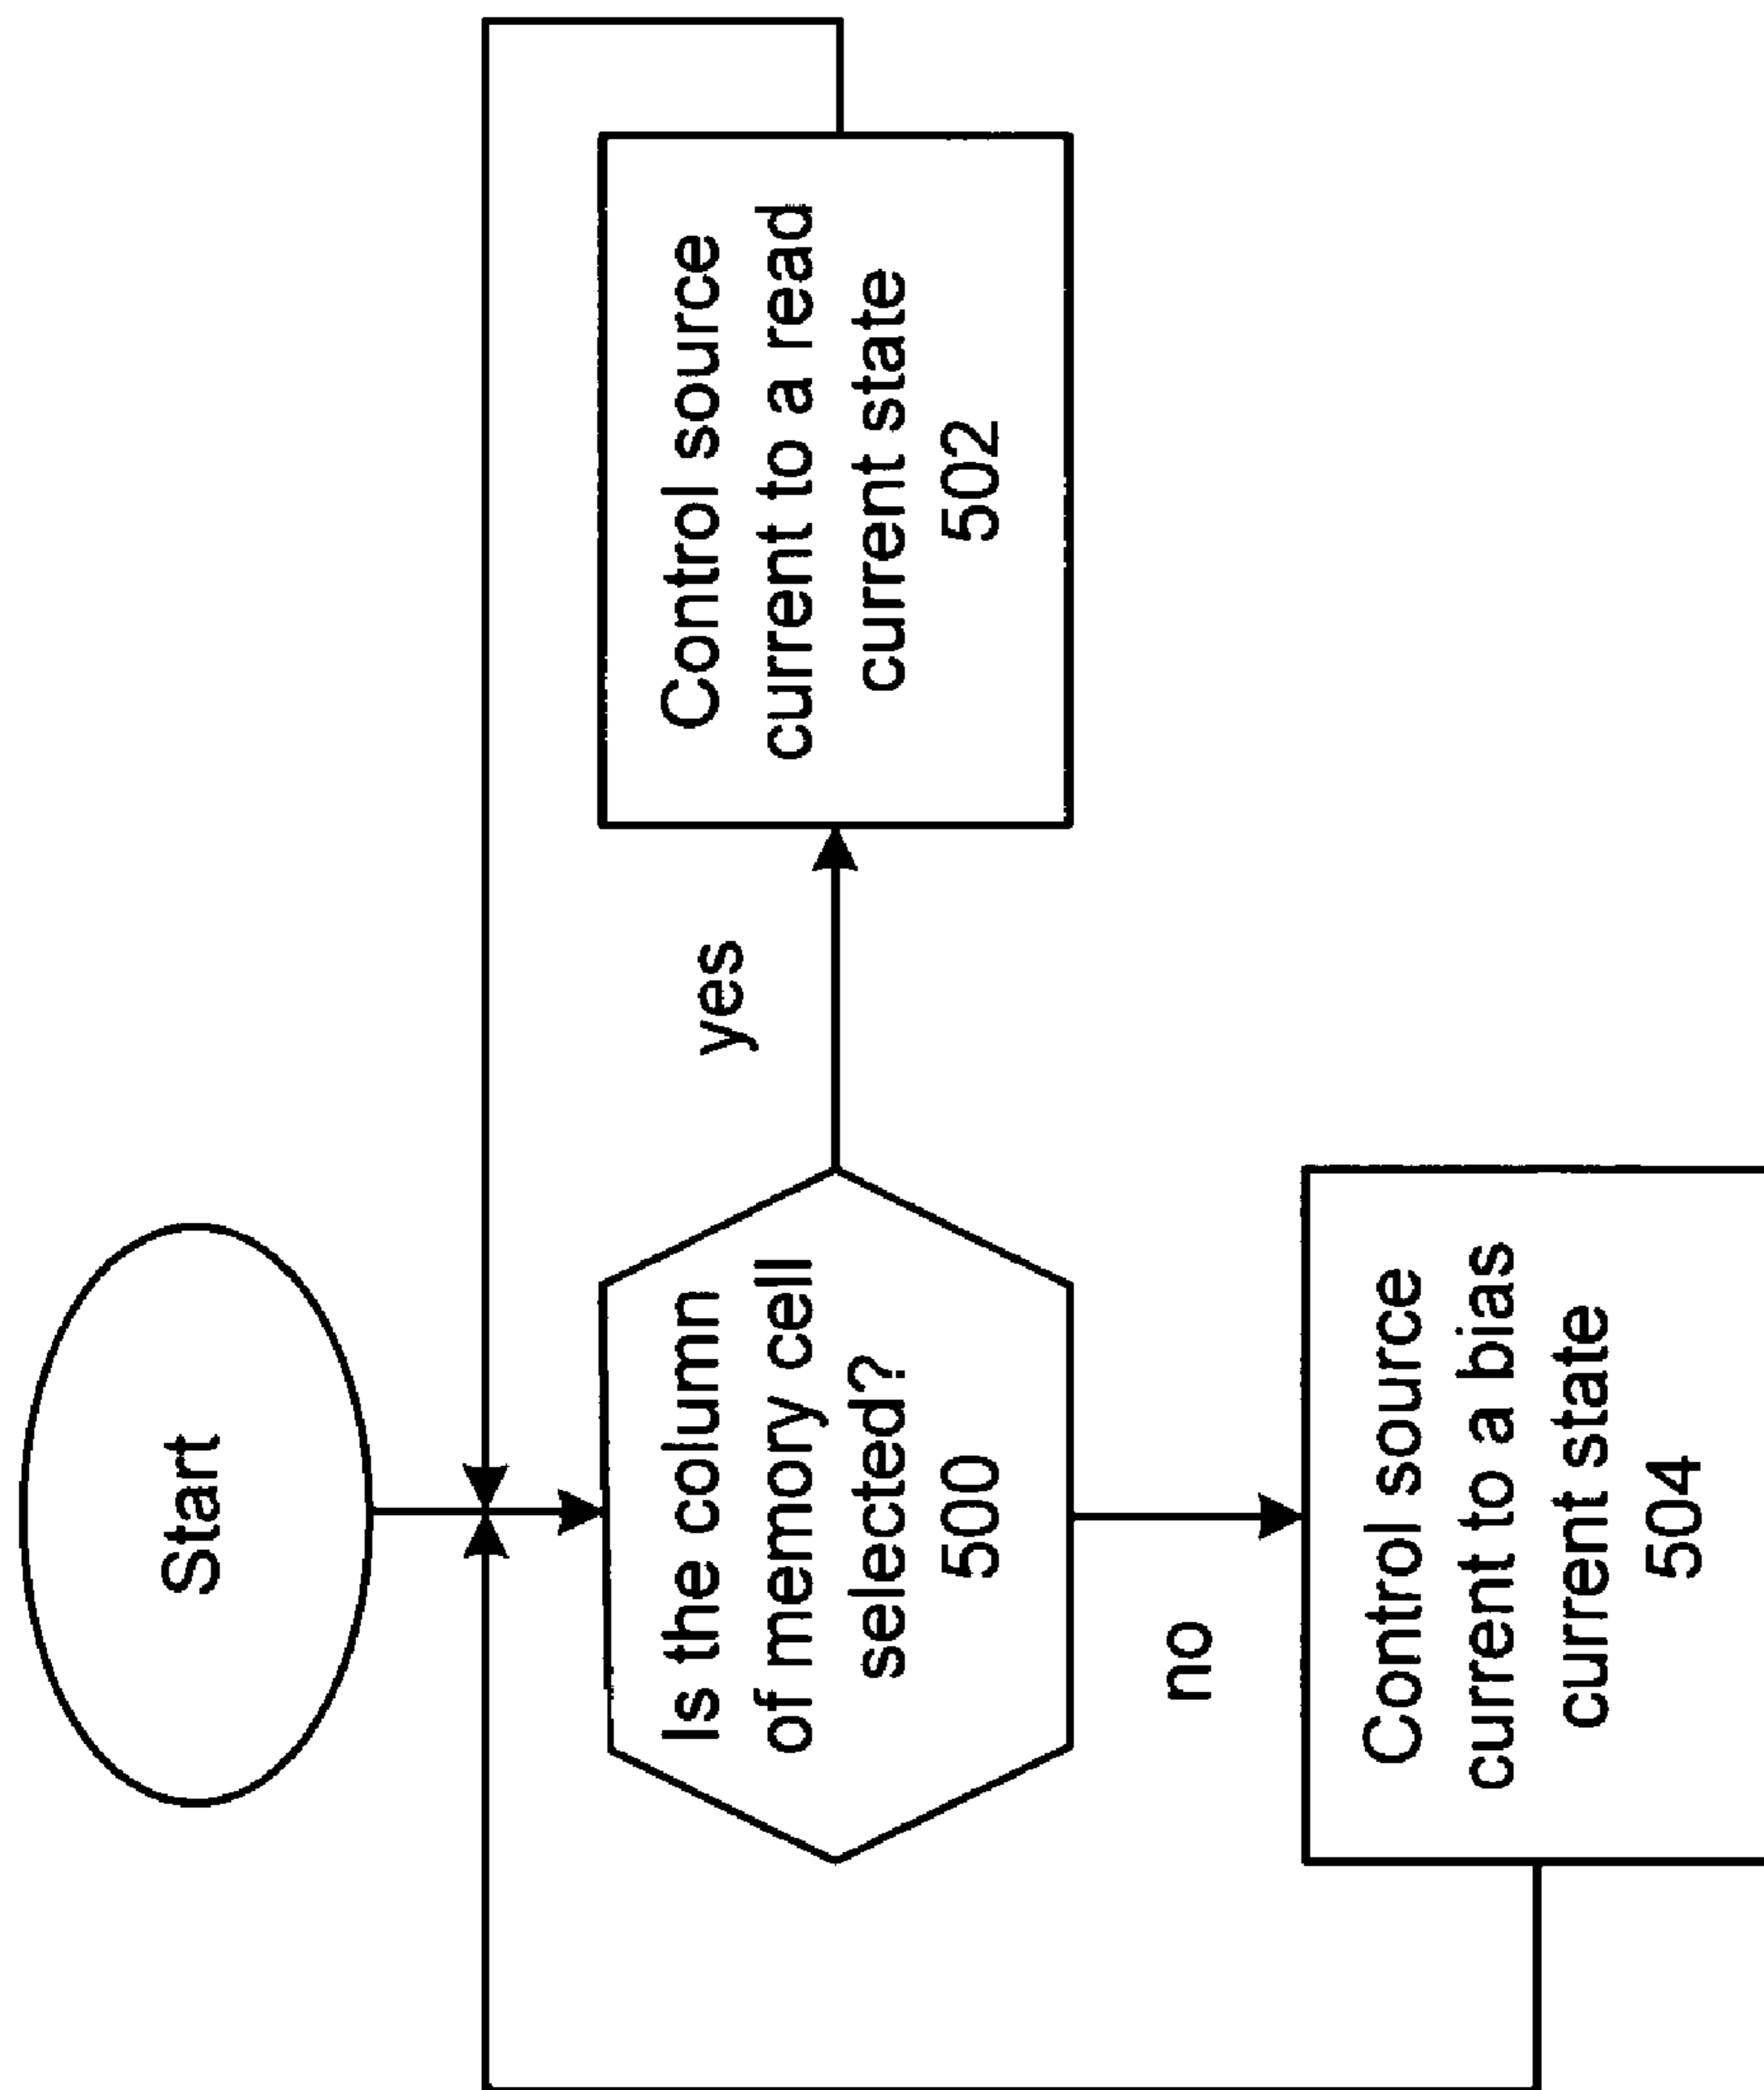 Start
Is the column
of memory cell
selected?
500
yes
Control source
current to a read
current state
502
no
Control source
current to a bias
current state
504